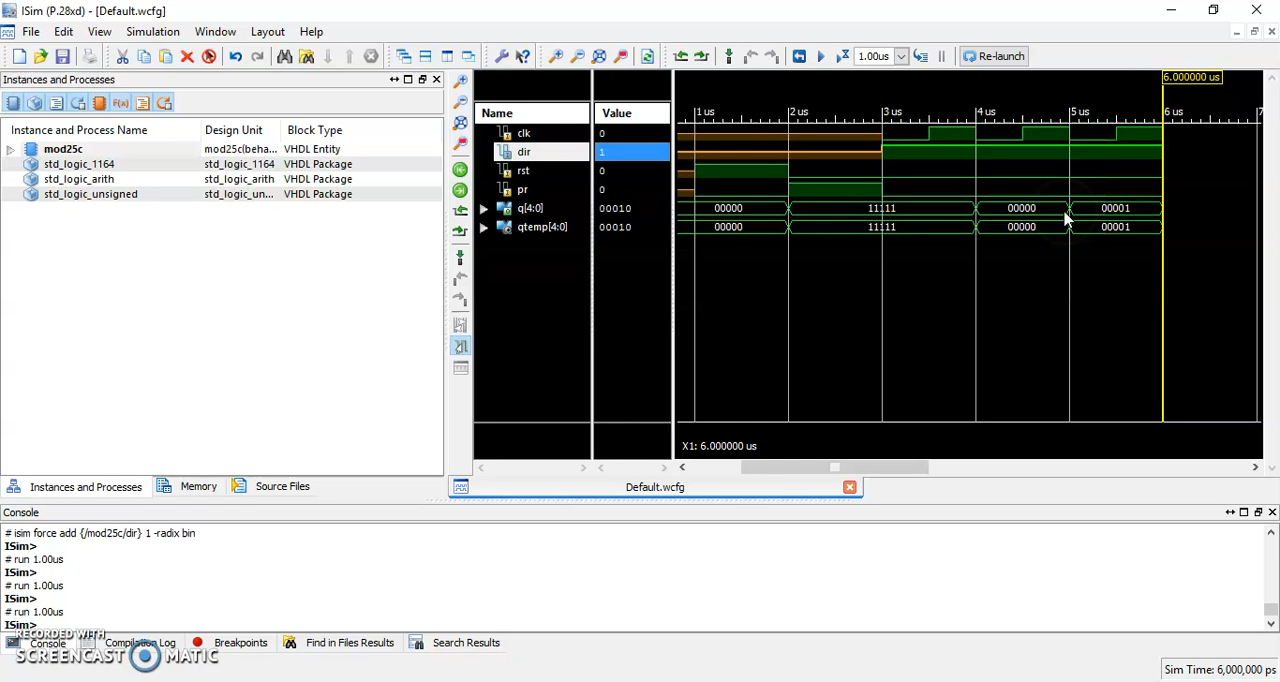 ISim (P.28xd) - [Default.wcfg]
File Edit View Simulation Window Layout Help
1.00us Re-launch
Instances and Processes
Instance and Process Name Design Unit Block Type
mod25c mod25c(beha... VHDL Entity
std_logic_1164 std_logic_1164 VHDL Package
std_logic_arith std_logic_arith VHDL Package
std_logic_unsigned std_logic_un... VHDL Package
Instances and Processes Memory Source Files
Name Value
clk 0
dir 1
rst 0
pr 0
q[4:0] 00010
qtemp[4:0] 00010
6.000000 us
1 us 2 us 3 us 4 us 5 us 6 us 7
00000 11111 00000 00001
00000 11111 00000 00001
X1: 6.000000 us
Default.wcfg
Console
# isim force add {/mod25c/dir} 1 -radix bin
ISim>
# run 1.00us
ISim>
# run 1.00us
ISim>
# run 1.00us
ISim>
Console Compilation Log Breakpoints Find in Files Results Search Results
RECORDED WITH
SCREENCAST MATIC
Sim Time: 6,000,000 ps